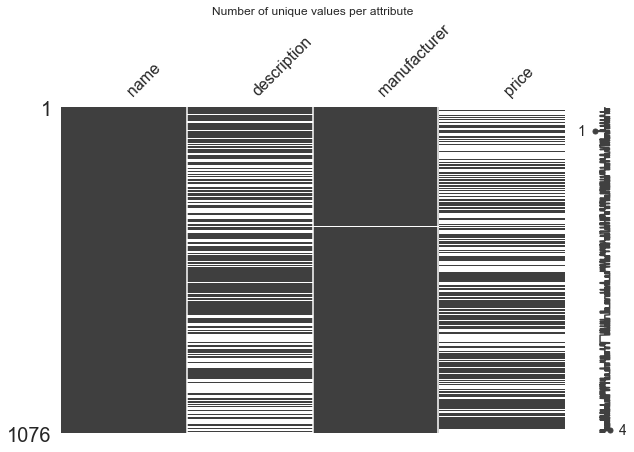 Number of unique values per attribute
name
description
manufacturer
price
1
1
1076
4